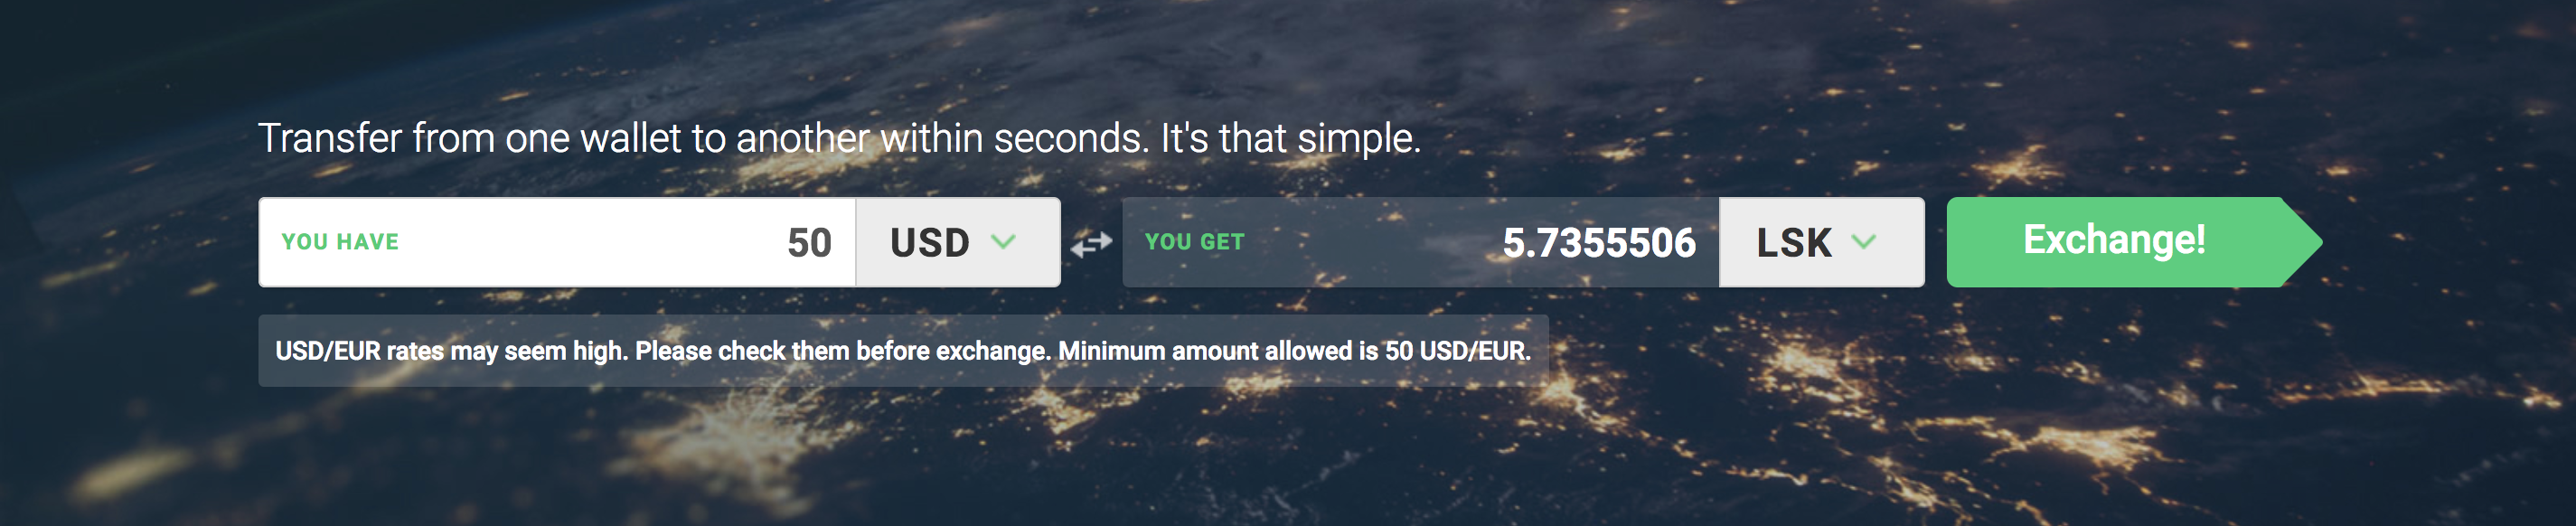 Transfer from one wallet to another within seconds. It's that simple.
YOU HAVE 50 USD YOU GET 5.7355506 LSK Exchange!
USD/EUR rates may seem high. Please check them before exchange. Minimum amount allowed is 50 USD/EUR.